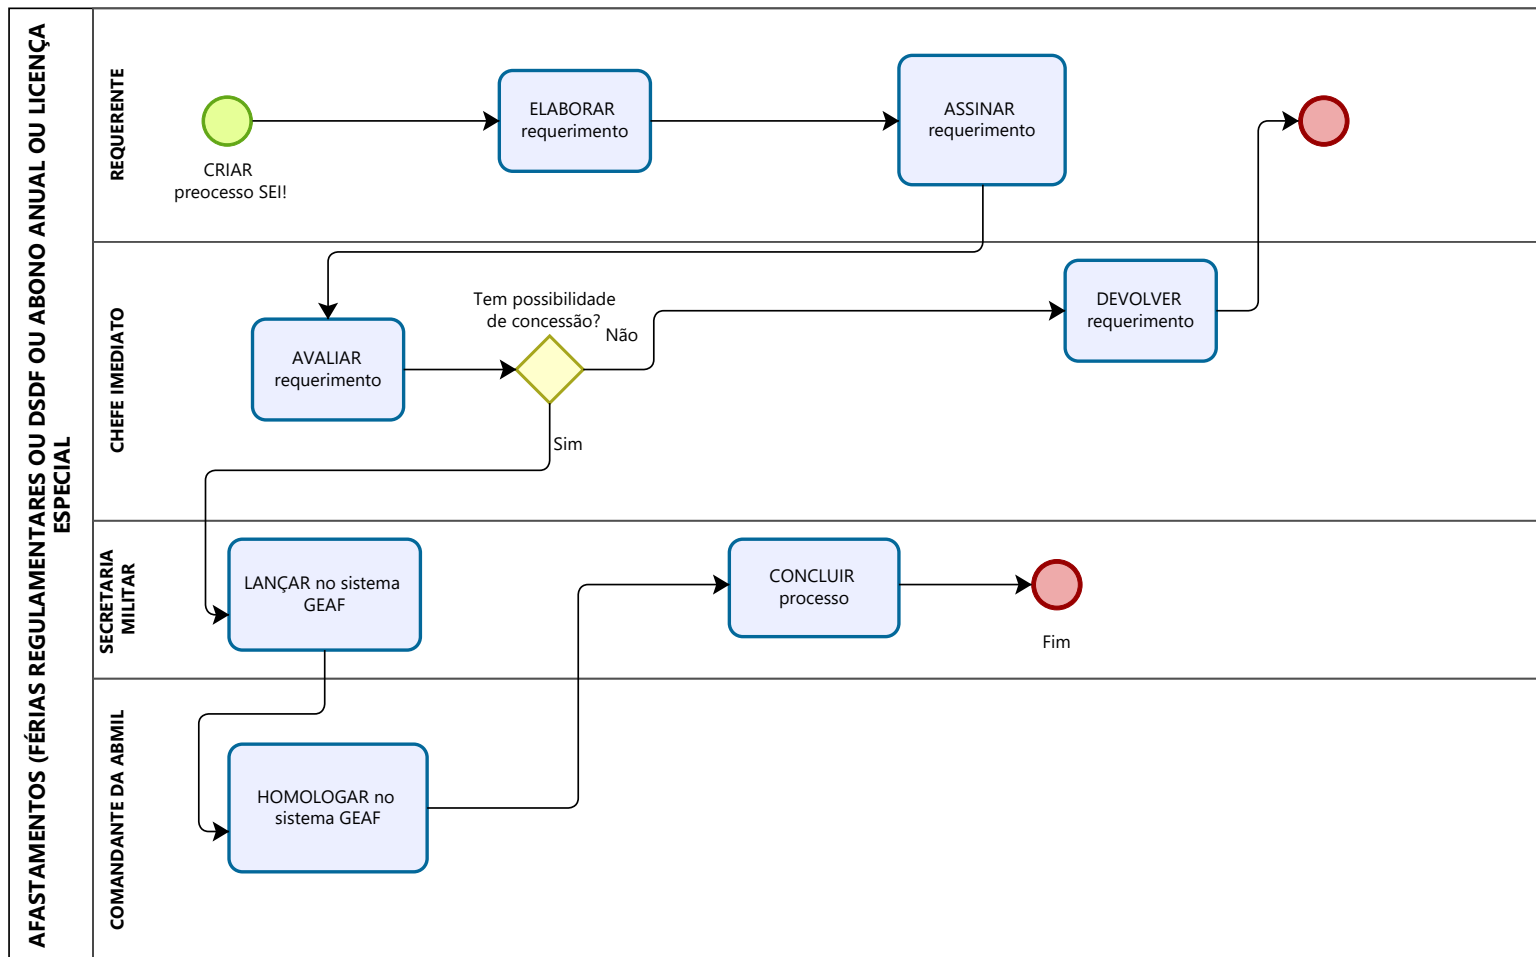 AFASTAMENTOS (FÉRIAS REGULAMENTARES OU DSDF OU ABONO ANUAL OU LICENÇA
ESPECIAL
REQUERENTE
CRIAR
preocesso SEI!
ELABORAR
requerimento
ASSINAR
requerimento
CHEFE IMEDIATO
AVALIAR
requerimento
Tem possibilidade
de concessão?
Não
Sim
DEVOLVER
requerimento
SECRETARIA
MILITAR
LANÇAR no sistema
GEAF
CONCLUIR
processo
Fim
COMANDANTE DA ABMIL
HOMOLOGAR no
sistema GEAF